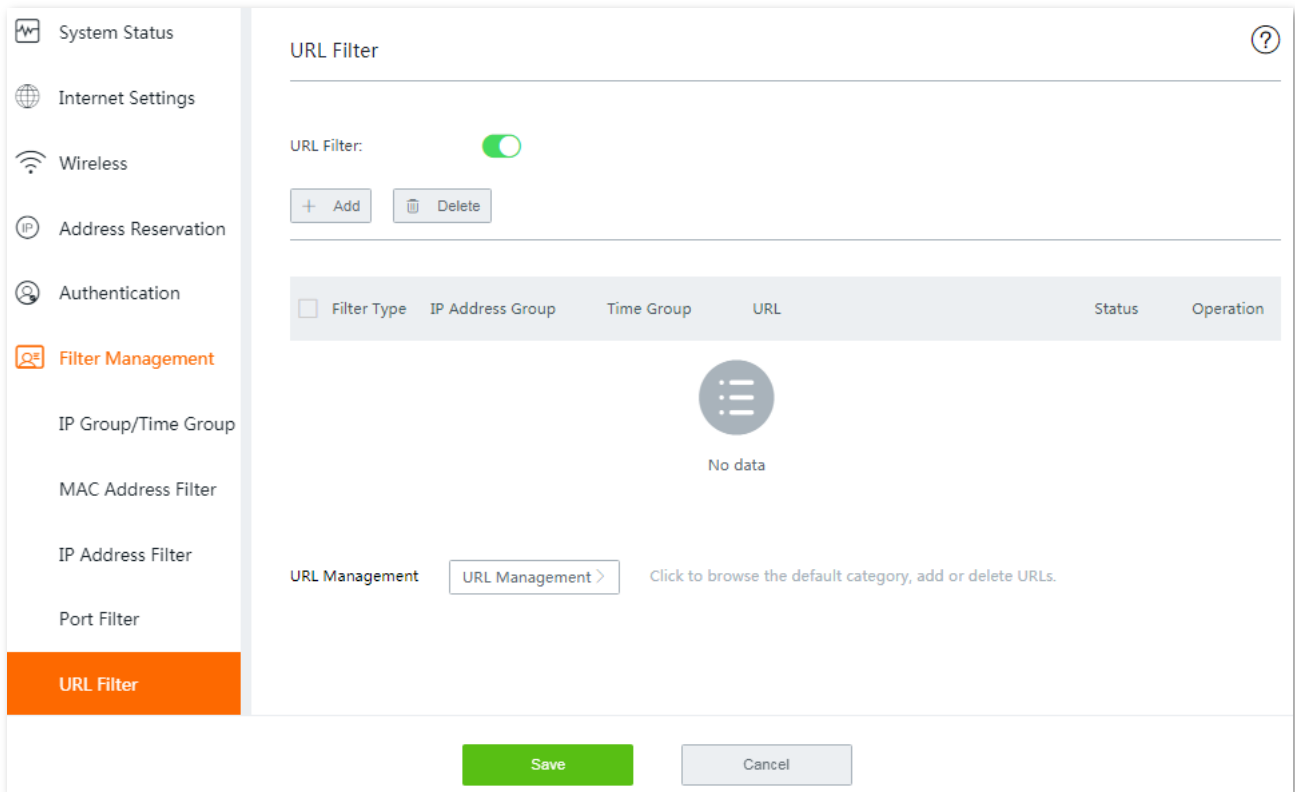 System Status
Internet Settings
Wireless
IP
Address Reservation
Authentication
Filter Management
IP Group/Time Group
MAC Address Filter
IP Address Filter
Port Filter
URL Filter
URL Filter
?
URL Filter:
+ Add
Delete
Filter Type IP Address Group Time Group URL Status Operation
No data
URL Management URL Management > Click to browse the default category, add or delete URLs.
Save Cancel